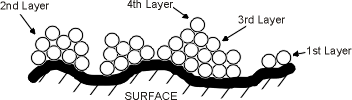 2nd Layer
4th Layer
3rd Layer
1st Layer
SURFACE